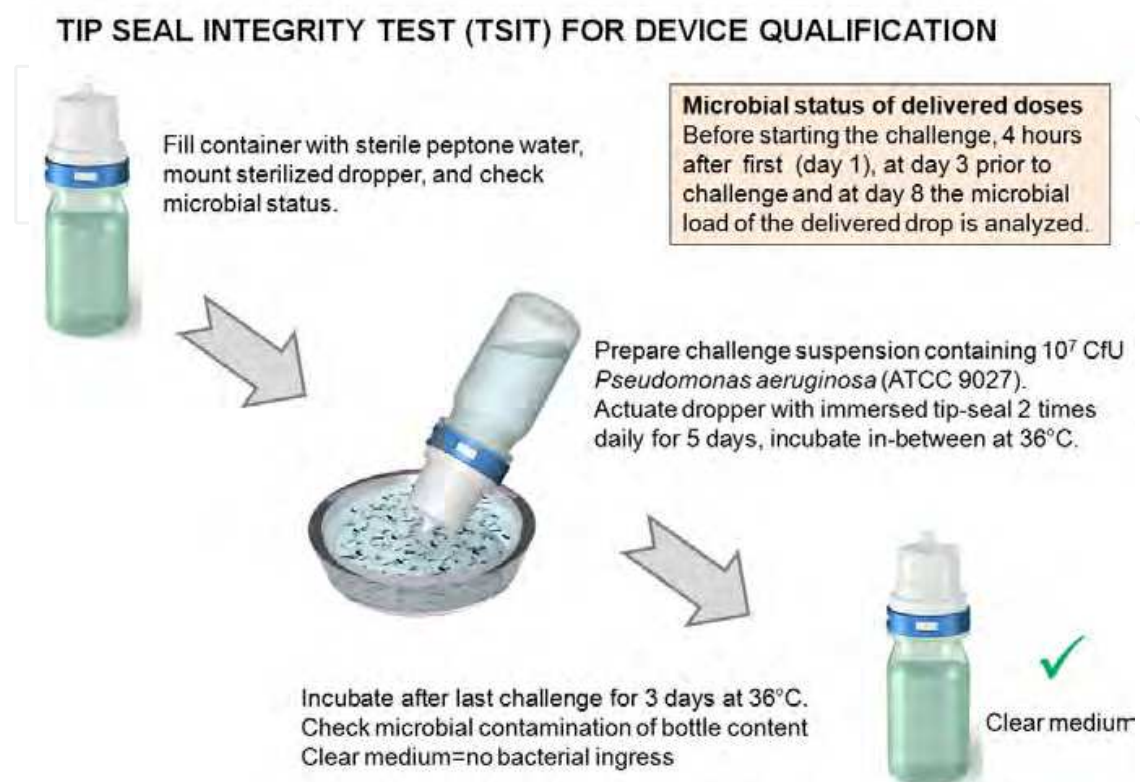 TIP SEAL INTEGRITY TEST (TSIT) FOR DEVICE QUALIFICATION
Fill container with sterile peptone water,
mount sterilized dropper, and check
microbial status.
Microbial status of delivered doses
Before starting the challenge, 4 hours
after first (day 1), at day 3 prior to
challenge and at day 8 the microbial
load of the delivered drop is analyzed.
Prepare challenge suspension containing 10⁷ CfU
Pseudomonas aeruginosa (ATCC 9027).
Actuate dropper with immersed tip-seal 2 times
daily for 5 days, incubate in-between at 36°C.
Incubate after last challenge for 3 days at 36°C.
Check microbial contamination of bottle content
Clear medium=no bacterial ingress
Clear medium